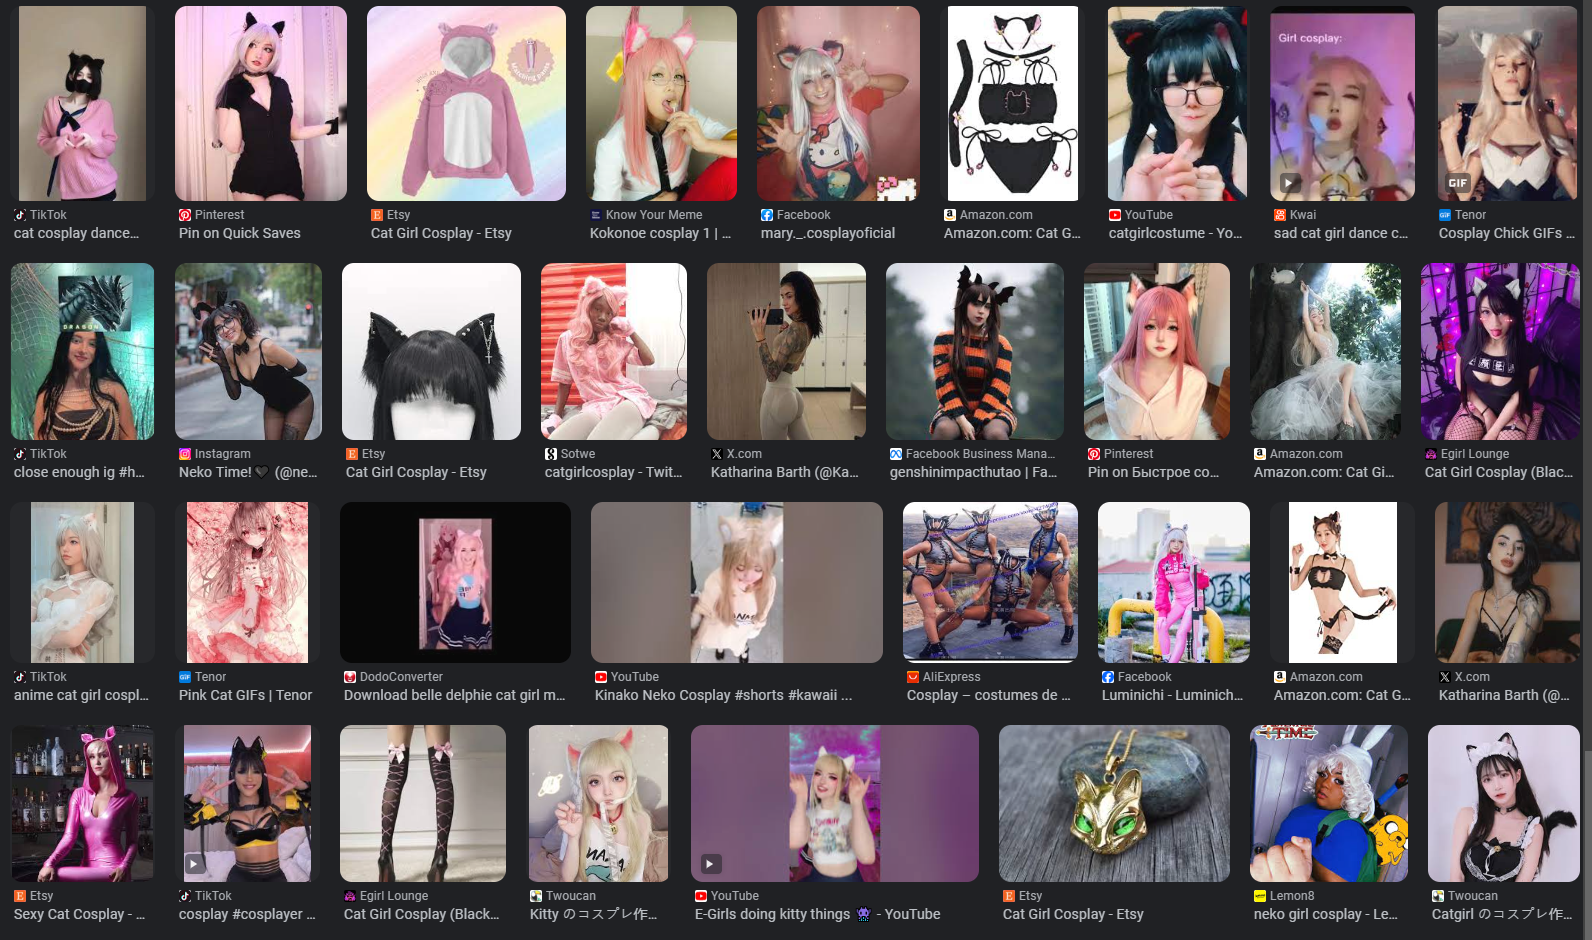 Girl cosplay:
GIF
TikTok
cat cosplay dance…
Pinterest
Pin on Quick Saves
Etsy
Cat Girl Cosplay - Etsy
Know Your Meme
Kokonoe cosplay 1 | …
Facebook
mary._.cosplayoficial
Amazon.com
Amazon.com: Cat G…
YouTube
catgirlcostume - Yo…
Kwai
sad cat girl dance c…
Tenor
Cosplay Chick GIFs …
DRAGON
TikTok
close enough ig #h…
Instagram
Neko Time!🖤 (@ne…
Etsy
Cat Girl Cosplay - Etsy
Sotwe
catgirlcosplay - Twit…
X.com
Katharina Barth (@Ka…
Facebook Business Mana…
genshinimpacthutao | Fa…
Pinterest
Pin on Быстрое со…
Amazon.com
Amazon.com: Cat Gi…
Egirl Lounge
Cat Girl Cosplay (Blac…
TikTok
anime cat girl cospl…
Tenor
Pink Cat GIFs | Tenor
DodoConverter
Download belle delphie cat girl m…
YouTube
Kinako Neko Cosplay #shorts #kawaii ...
AliExpress
Cosplay – costumes de …
Facebook
Luminichi - Luminich…
Amazon.com
Amazon.com: Cat G…
X.com
Katharina Barth (@…
TIME
Etsy
Sexy Cat Cosplay - …
TikTok
cosplay #cosplayer …
Egirl Lounge
Cat Girl Cosplay (Black…
Twoucan
Kitty のコスプレ作…
YouTube
E-Girls doing kitty things 👾 - YouTube
Etsy
Cat Girl Cosplay - Etsy
Lemon8
neko girl cosplay - Le…
Twoucan
Catgirl のコスプレ作…